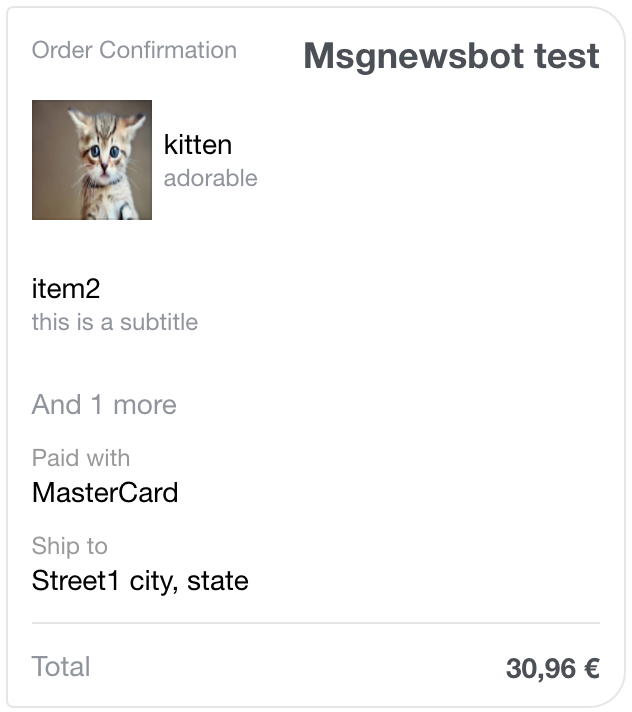 Order Confirmation
Msgnewsbot test
kitten
adorable
item2
this is a subtitle
And 1 more
Paid with
MasterCard
Ship to
Street1 city, state
Total
30,96 €